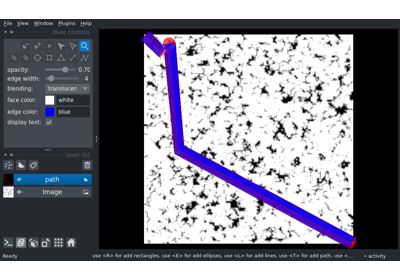 File View Window Plugins Help
layer controls
opacity: 0.70
edge width: 4
blending: translucen
face color: white
edge color: blue
display text:
layer list
path
Image
Ready
use <R> for add rectangles, use <E> for add ellipses, use <L> for add lines, use <T> for add path, use <...
activity